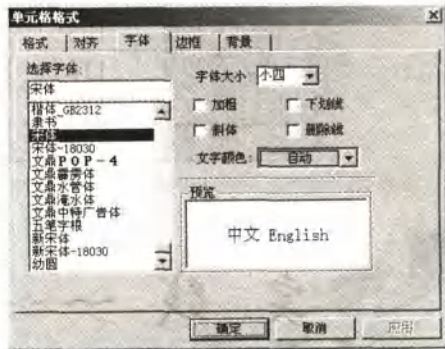 单元格格式
格式 对齐 字体 边框 背景
选择字体:
宋体
楷体_GB2312
隶书
宋体
宋体-18030
文鼎POP-4
文鼎霹雳体
文鼎水管体
文鼎淹水体
文鼎中特广告体
五笔字根
新宋体
新宋体-18030
幼圆
字体大小 小四
加粗 下划线
斜体 删除线
文字颜色: 自动
预览
中文 English
确定 取消 应用